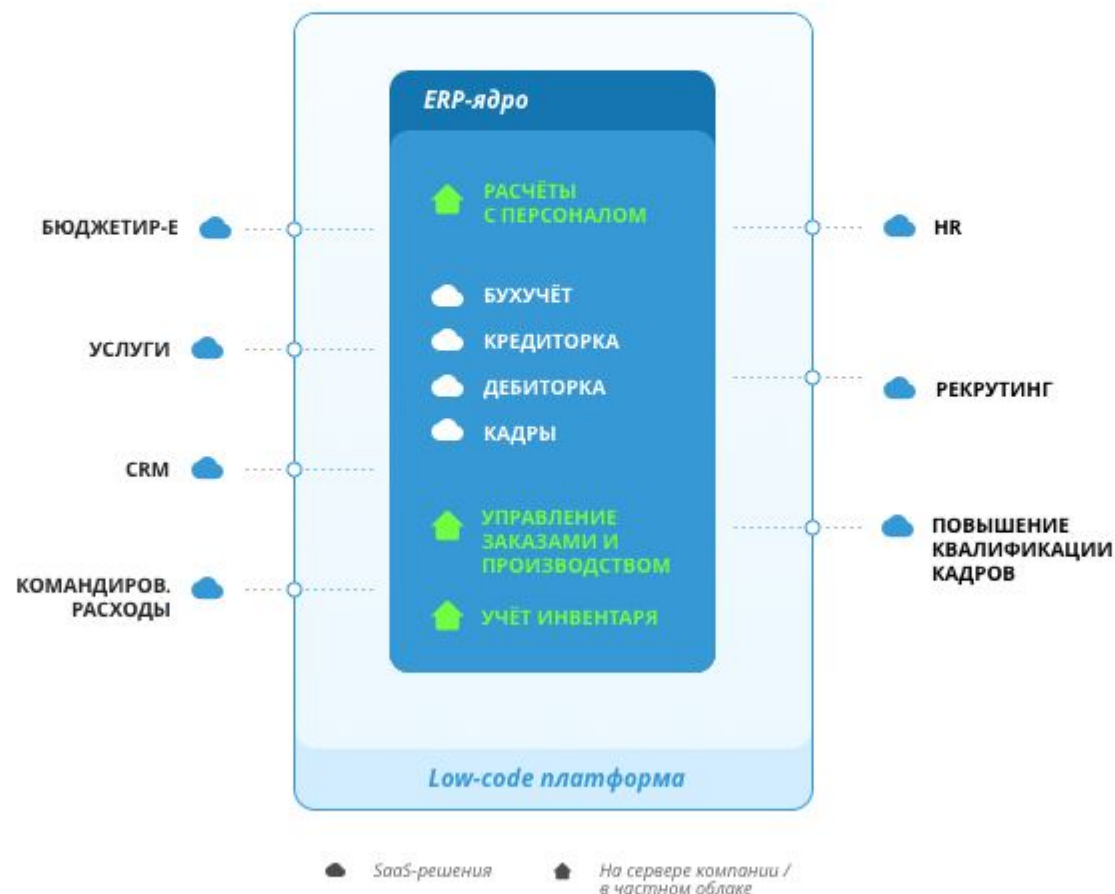 ERP-ядро
РАСЧЁТЫ
С ПЕРСОНАЛОМ
БУХУЧЁТ
КРЕДИТОРКА
ДЕБИТОРКА
КАДРЫ
УПРАВЛЕНИЕ
ЗАКАЗАМИ И
ПРОИЗВОДСТВОМ
УЧЁТ ИНВЕНТАРЯ
БЮДЖЕТИР-Е
УСЛУГИ
CRM
КОМАНДИРОВ.
РАСХОДЫ
HR
РЕКРУТИНГ
ПОВЫШЕНИЕ
КВАЛИФИКАЦИИ
КАДРОВ
Low-code платформа
SaaS-решения
На сервере компании /
в частном облаке